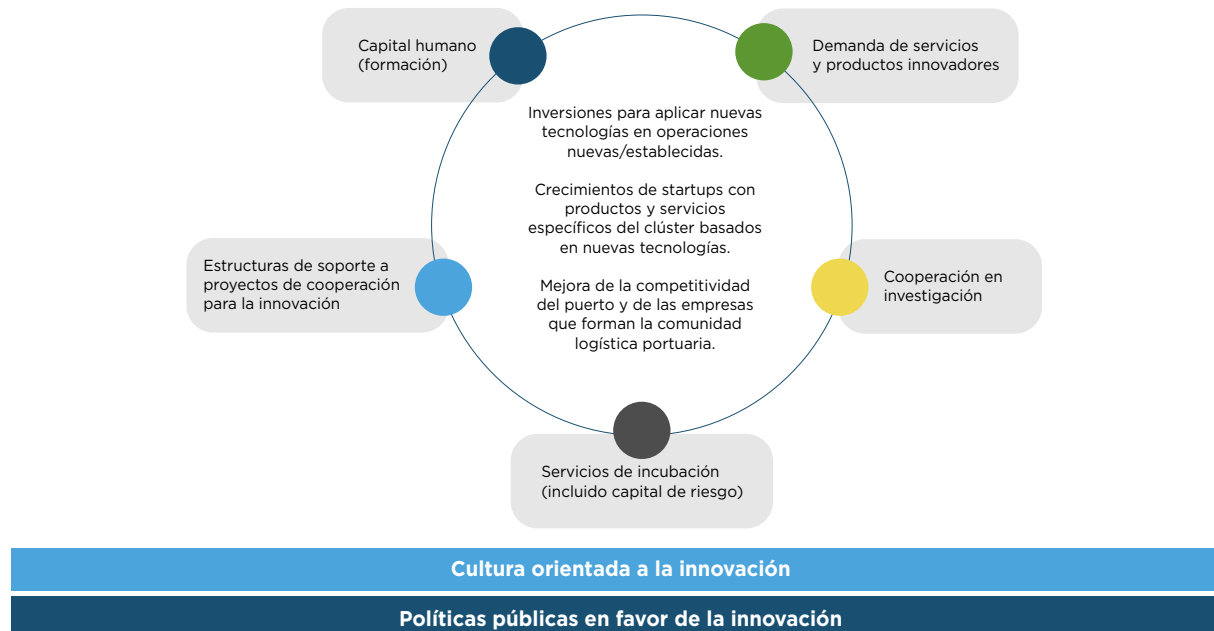 Capital humano
(formación)
Demanda de servicios
y productos innovadores
Inversiones para aplicar nuevas
tecnologías en operaciones
nuevas/establecidas.
Crecimientos de startups con
productos y servicios
específicos del clúster basados
en nuevas tecnologías.
Mejora de la competitividad
del puerto y de las empresas
que forman la comunidad
logística portuaria.
Estructuras de soporte a
proyectos de cooperación
para la innovación
Cooperación en
investigación
Servicios de incubación
(incluido capital de riesgo)
Cultura orientada a la innovación
Políticas públicas en favor de la innovación